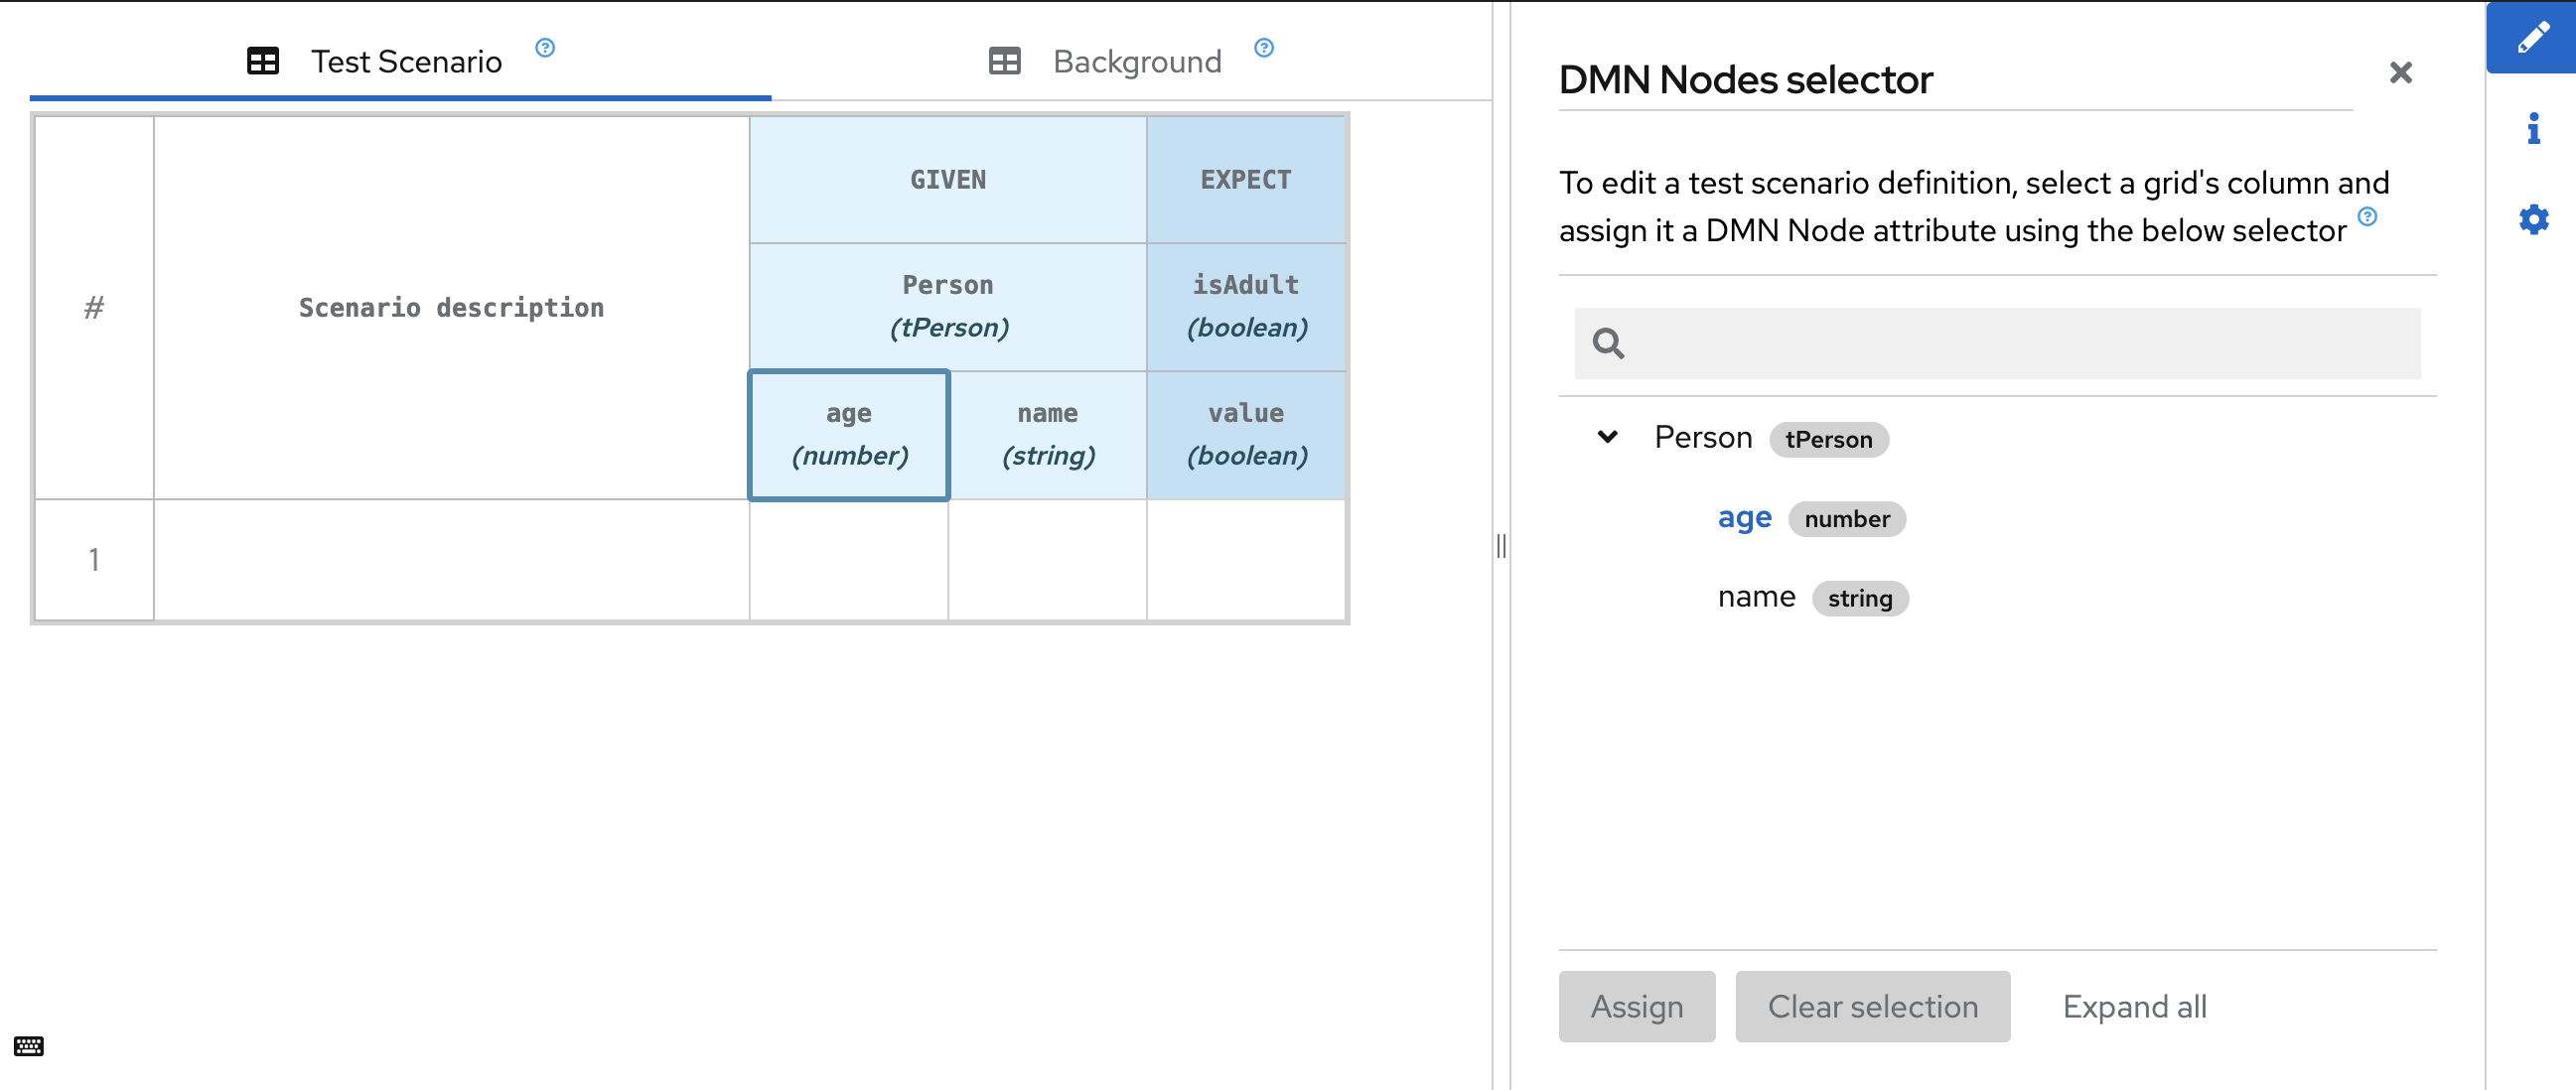 Test Scenario
Background
#
Scenario description
GIVEN
EXPECT
Person
(tPerson)
isAdult
(boolean)
age
(number)
name
(string)
value
(boolean)
1
DMN Nodes selector
To edit a test scenario definition, select a grid's column and
assign it a DMN Node attribute using the below selector
Person tPerson
age number
name string
Assign
Clear selection
Expand all